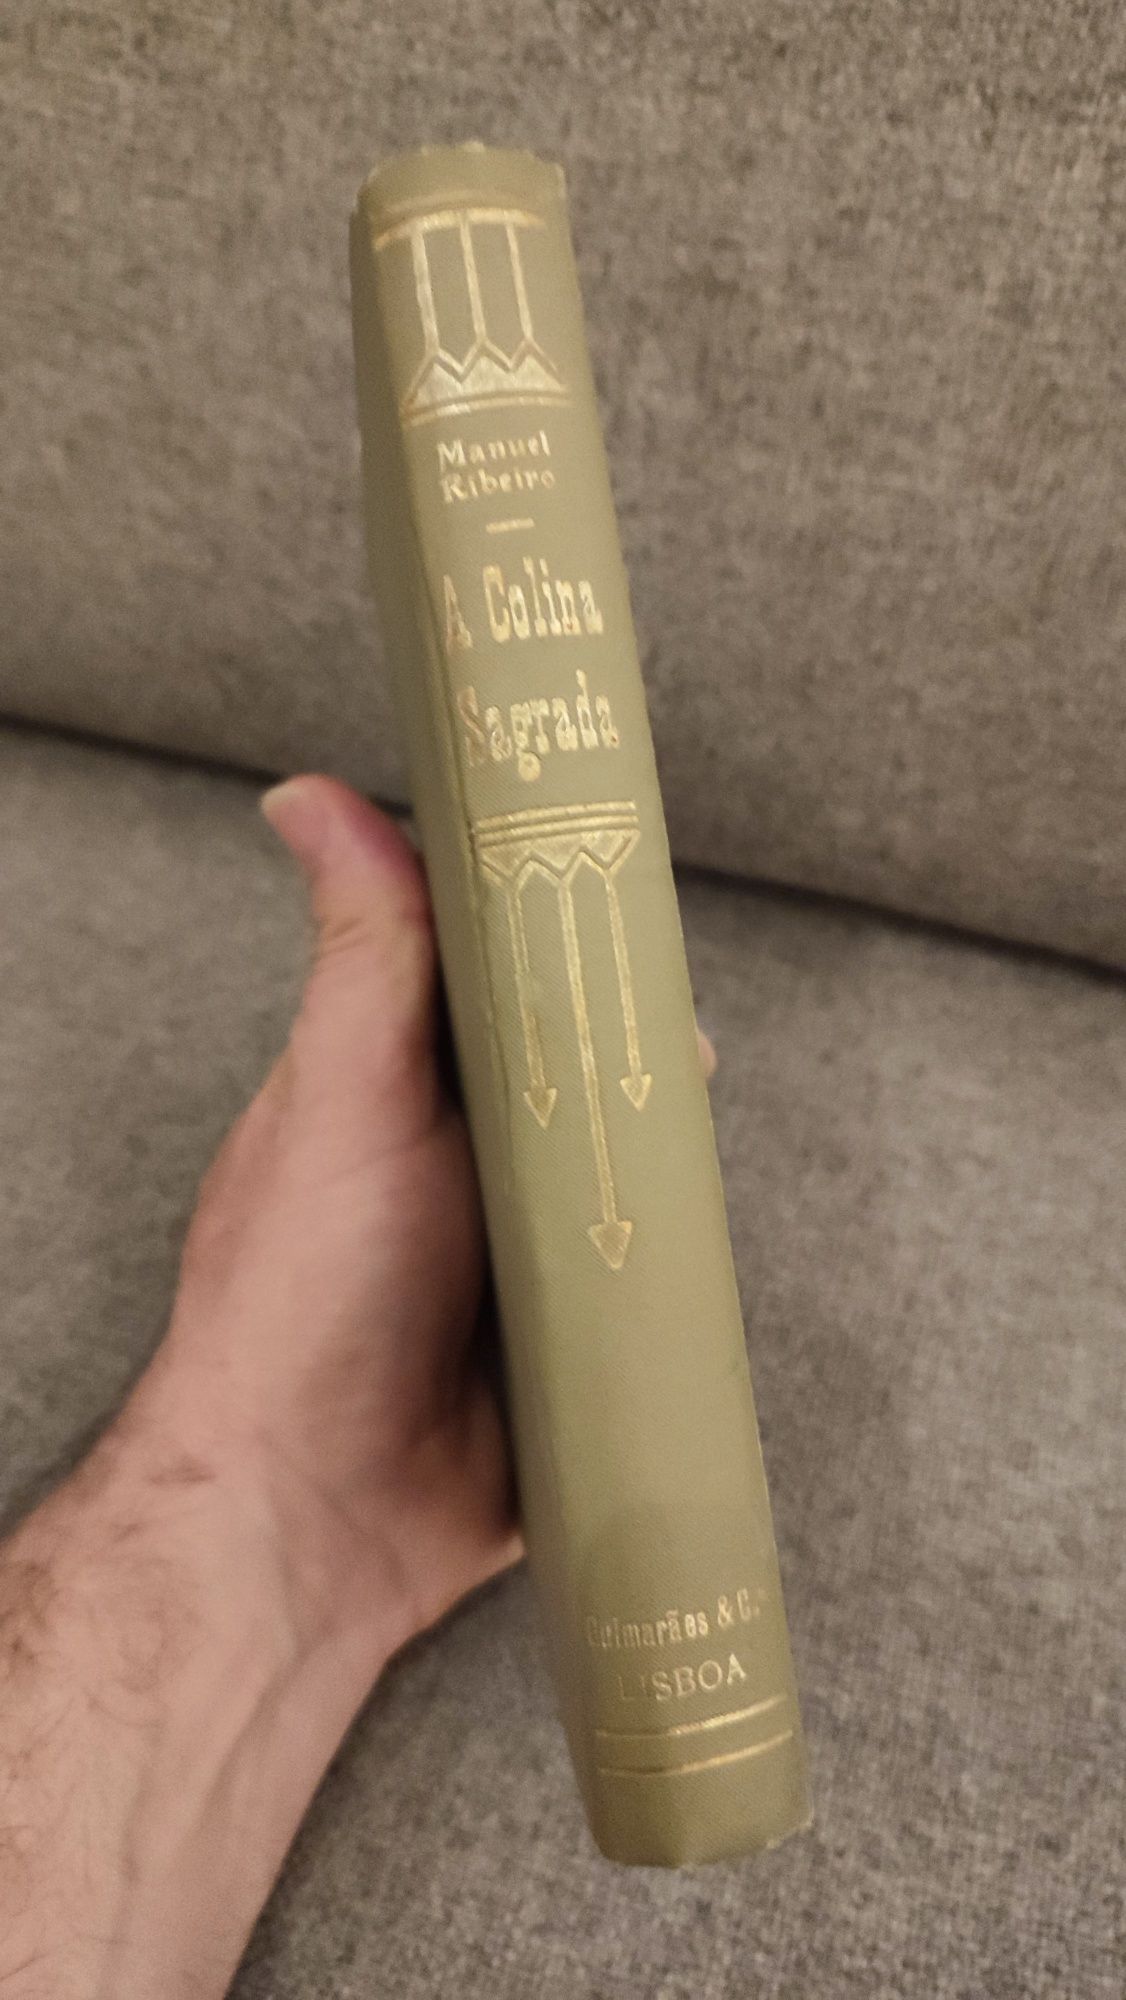 Manuel
Ribeiro
A Colina
Sagrada
Guimarães & C.ª
LISBOA